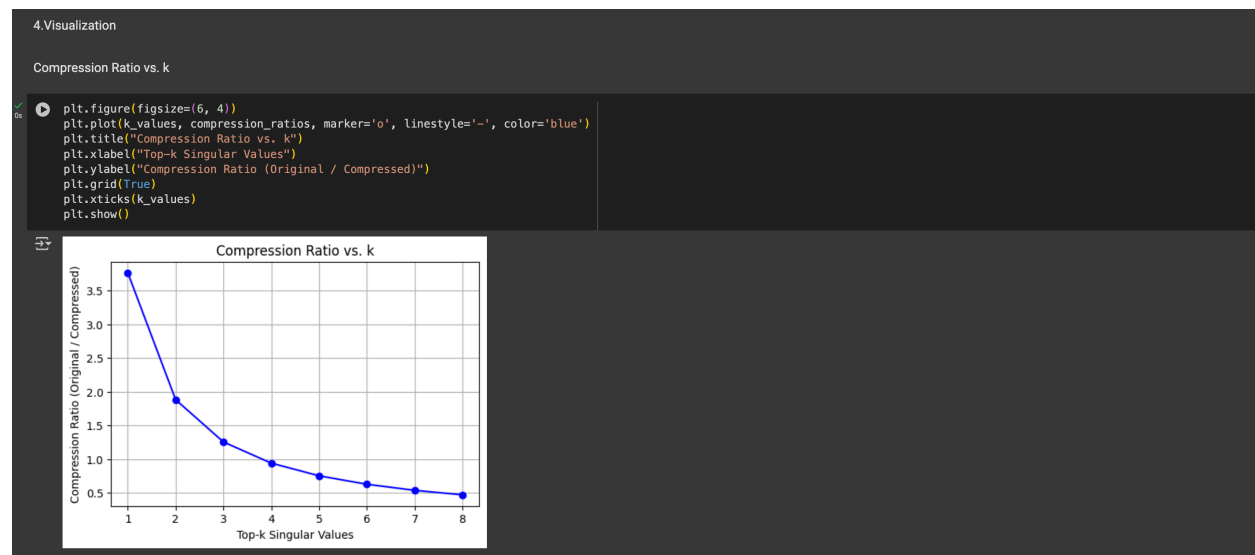 4.Visualization
Compression Ratio vs. k
0s
plt.figure(figsize=(6, 4))
plt.plot(k_values, compression_ratios, marker='o', linestyle='-', color='blue')
plt.title("Compression Ratio vs. k")
plt.xlabel("Top-k Singular Values")
plt.ylabel("Compression Ratio (Original / Compressed)")
plt.grid(True)
plt.xticks(k_values)
plt.show()
Compression Ratio vs. k
Compression Ratio (Original / Compressed)
3.5
3.0
2.5
2.0
1.5
1.0
0.5
1 2 3 4 5 6 7 8
Top-k Singular Values